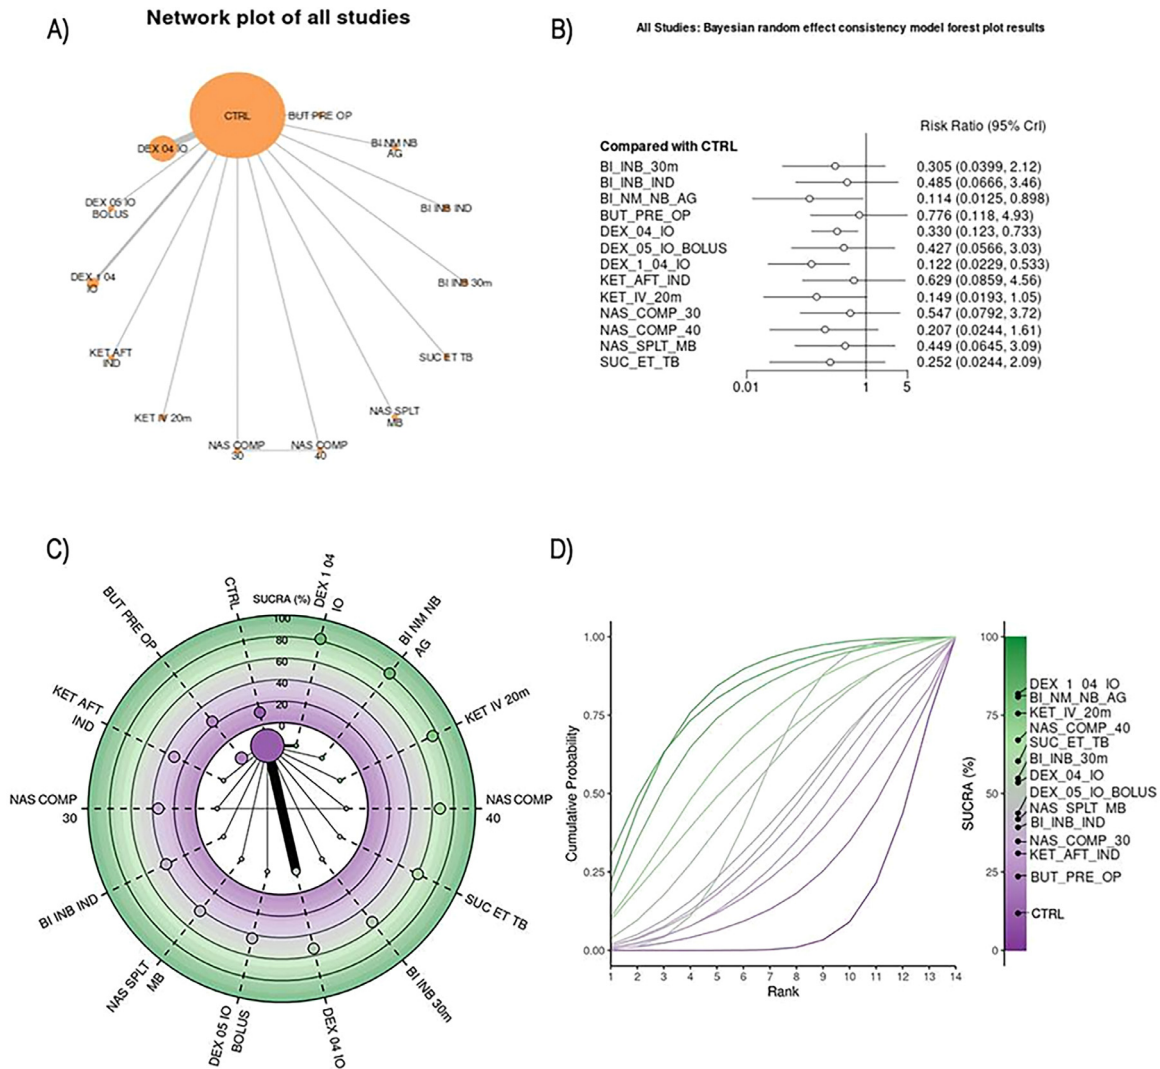 A)
Network plot of all studies
CTRL
BUT PRE OP
DEX 04 IO
BI NM NB
AG
DEX 05 IO
BOLUS
BI INB IND
DEX 1 04
IO
BI INB 30m
KET AFT
IND
SUC ET TB
KET IV 20m
NAS SPLT
MB
NAS COMP
30
NAS COMP
40
B)
All Studies: Bayesian random effect consistency model forest plot results
Risk Ratio (95% CrI)
Compared with CTRL
BI_INB_30m 0.305 (0.0399, 2.12)
BI_INB_IND 0.485 (0.0666, 3.46)
BI_NM_NB_AG 0.114 (0.0125, 0.898)
BUT_PRE_OP 0.776 (0.118, 4.93)
DEX_04_IO 0.330 (0.123, 0.733)
DEX_05_IO_BOLUS 0.427 (0.0566, 3.03)
DEX_1_04_IO 0.122 (0.0229, 0.533)
KET_AFT_IND 0.629 (0.0859, 4.56)
KET_IV_20m 0.149 (0.0193, 1.05)
NAS_COMP_30 0.547 (0.0792, 3.72)
NAS_COMP_40 0.207 (0.0244, 1.61)
NAS_SPLT_MB 0.449 (0.0645, 3.09)
SUC_ET_TB 0.252 (0.0244, 2.09)
0.01 1 5
C)
SUCRA (%)
100
80
60
40
20
0
CTRL
DEX 1 04
IO
BI NM NB
AG
KET IV 20m
NAS COMP
40
SUC ET TB
BI INB 30m
DEX 04 IO
DEX 05 IO
BOLUS
NAS SPLT
MB
BI INB IND
NAS COMP
30
KET AFT
IND
BUT PRE OP
D)
Cumulative Probability
1.00
0.75
0.50
0.25
0.00
1 2 3 4 5 6 7 8 9 10 11 12 13 14
Rank
SUCRA (%)
100
75
50
25
0
DEX_1_04_IO
BI_NM_NB_AG
KET_IV_20m
NAS_COMP_40
SUC_ET_TB
BI_INB_30m
DEX_04_IO
DEX_05_IO_BOLUS
NAS_SPLT_MB
BI_INB_IND
NAS_COMP_30
KET_AFT_IND
BUT_PRE_OP
CTRL